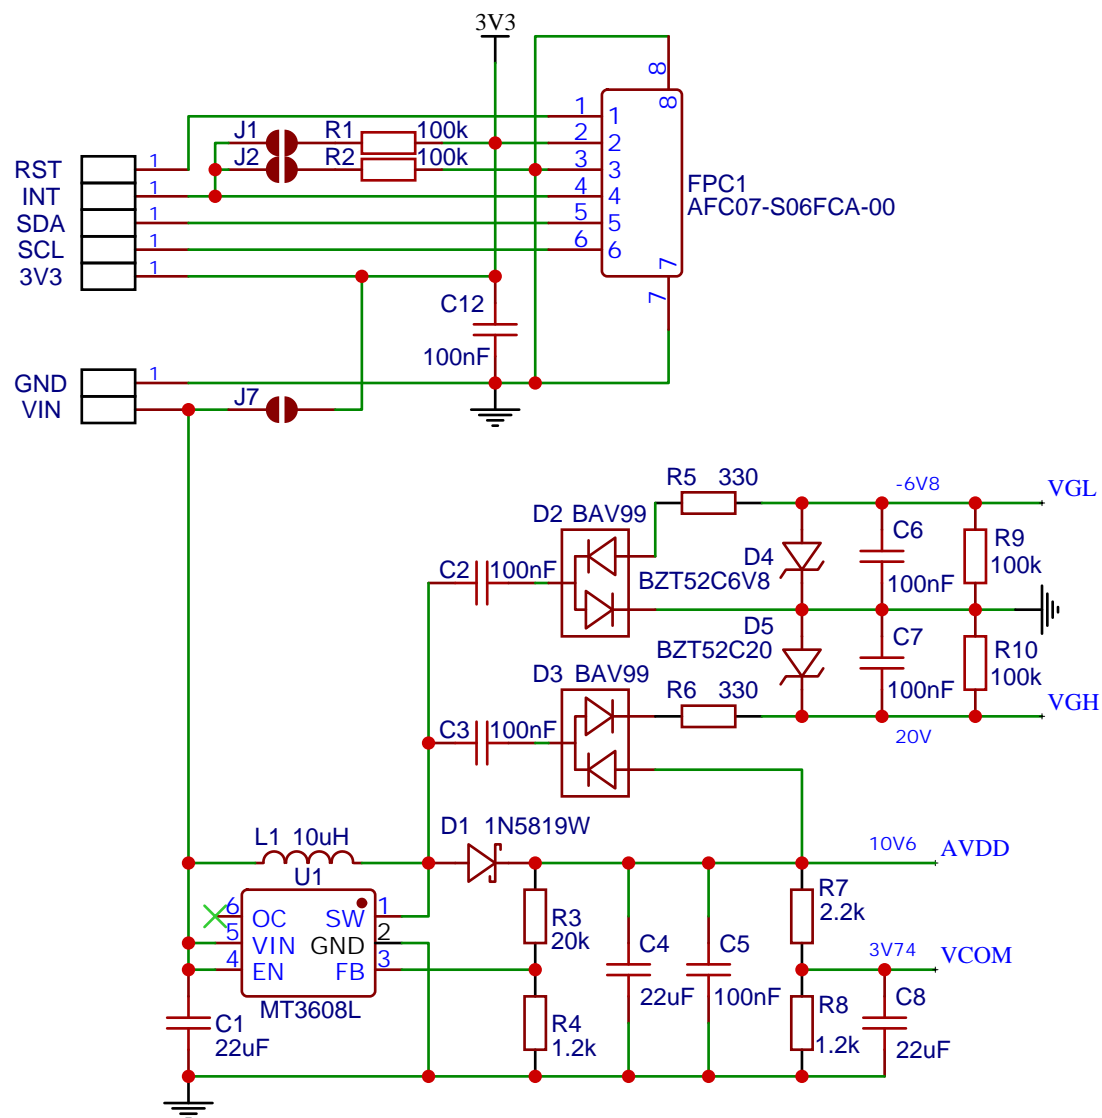 3V3
8
8
1 1
J1 R1 100k
2 2
J2 R2 100k
3 3
RST 1
INT 1
4 4
FPC1
AFC07-S06FCA-00
SDA 1
5 5
SCL 1
6 6
3V3 1
7
7
C12
100nF
GND 1
VIN
J7
R5 330
-6V8
VGL
D2 BAV99
C6
R9
D4
100k
C2 100nF
BZT52C6V8
100nF
D5
C7
R10
BZT52C20
100k
D3 BAV99
100nF
R6 330
VGH
C3 100nF
20V
D1 1N5819W
L1 10uH
10V6
AVDD
U1
R7
2.2k
6 OC SW 1
5 VIN GND 2
4 EN FB 3
MT3608L
R3
20k
C4
22uF
C5
100nF
3V74
VCOM
C1
22uF
R4
1.2k
R8
1.2k
C8
22uF